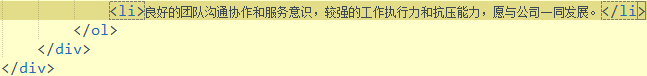 <li>良好的团队沟通协作和服务意识，较强的工作执行力和抗压能力，愿与公司一同发展。</li>
</ol>
</div>
</div>